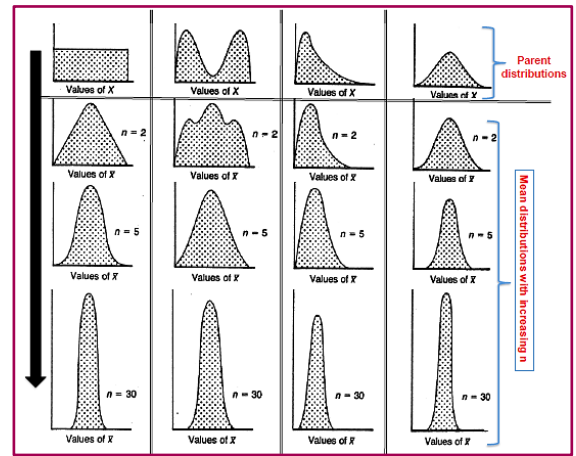 Parent
distributions
Values of X
Values of X
Values of X
Values of X
n = 2
n = 2
n = 2
n = 2
Values of x̅
Values of x̅
Values of x̅
Values of x̅
n = 5
n = 5
n = 5
n = 5
Values of x̅
Values of x̅
Values of x̅
Values of x̅
n = 30
n = 30
n = 30
n = 30
Values of x̅
Values of x̅
Values of x̅
Values of x̅
Mean distributions with increasing n